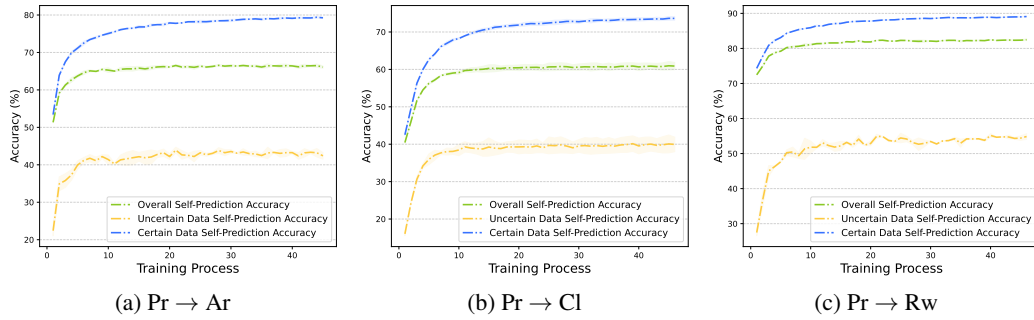 80
70
60
50
40
30
20
Accuracy (%)
0
10
20
30
40
Training Process
Overall Self-Prediction Accuracy
Uncertain Data Self-Prediction Accuracy
Certain Data Self-Prediction Accuracy
(a) Pr → Ar
70
60
50
40
30
20
Accuracy (%)
0
10
20
30
40
Training Process
Overall Self-Prediction Accuracy
Uncertain Data Self-Prediction Accuracy
Certain Data Self-Prediction Accuracy
(b) Pr → Cl
90
80
70
60
50
40
30
Accuracy (%)
0
10
20
30
40
Training Process
Overall Self-Prediction Accuracy
Uncertain Data Self-Prediction Accuracy
Certain Data Self-Prediction Accuracy
(c) Pr → Rw